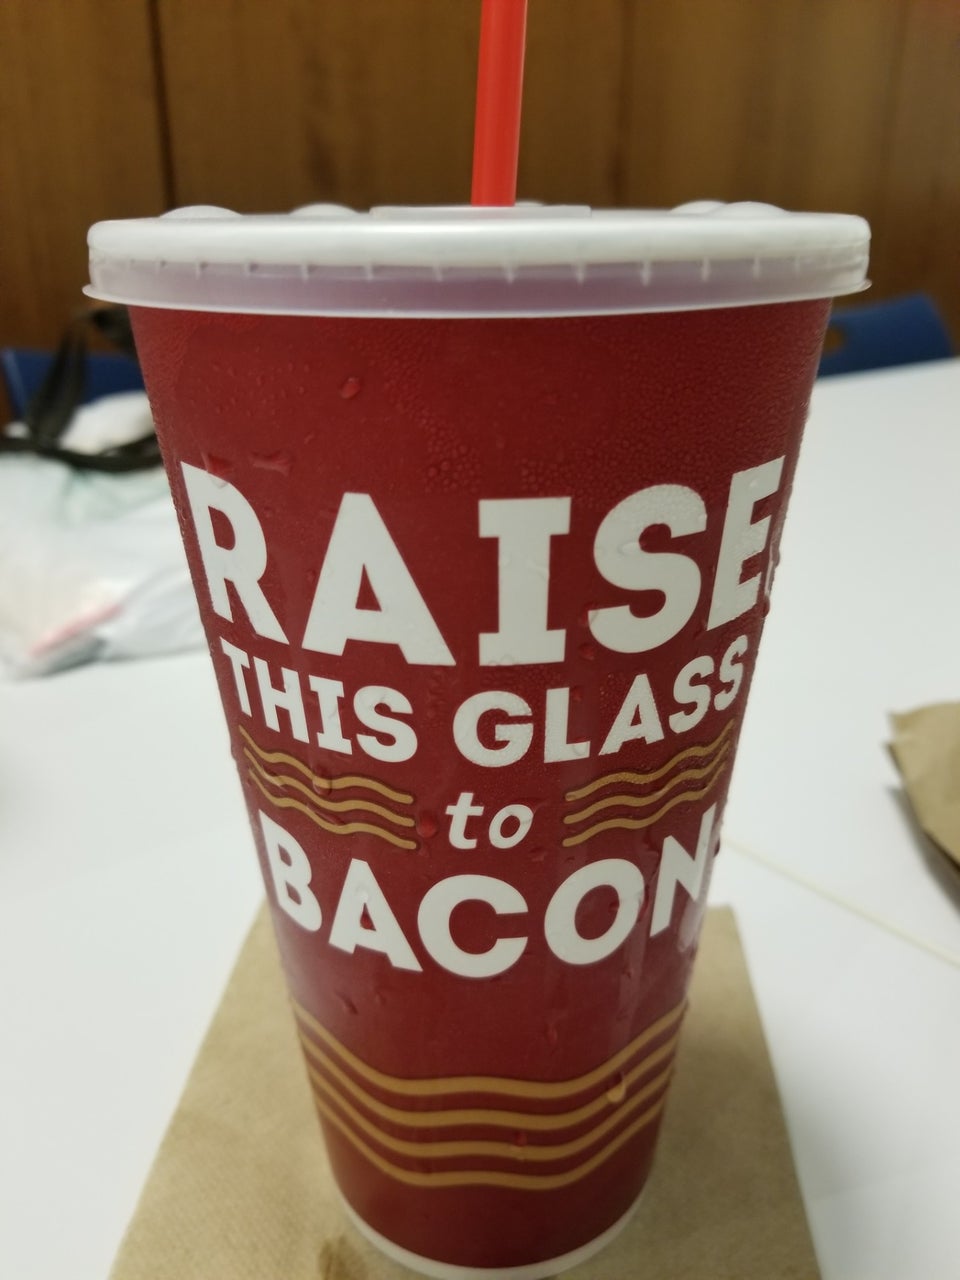 RAISE
THIS GLASS
to
BACON